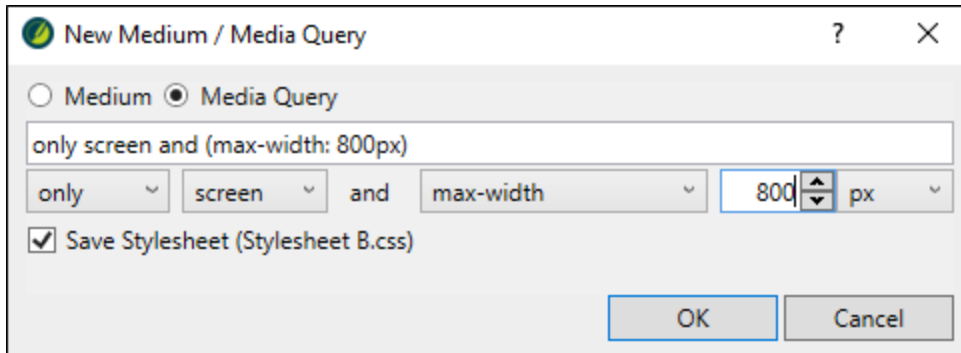 New Medium / Media Query ?
Medium Media Query
only screen and (max-width: 800px)
only screen and max-width 800 px
Save Stylesheet (Stylesheet B.css)
OK Cancel